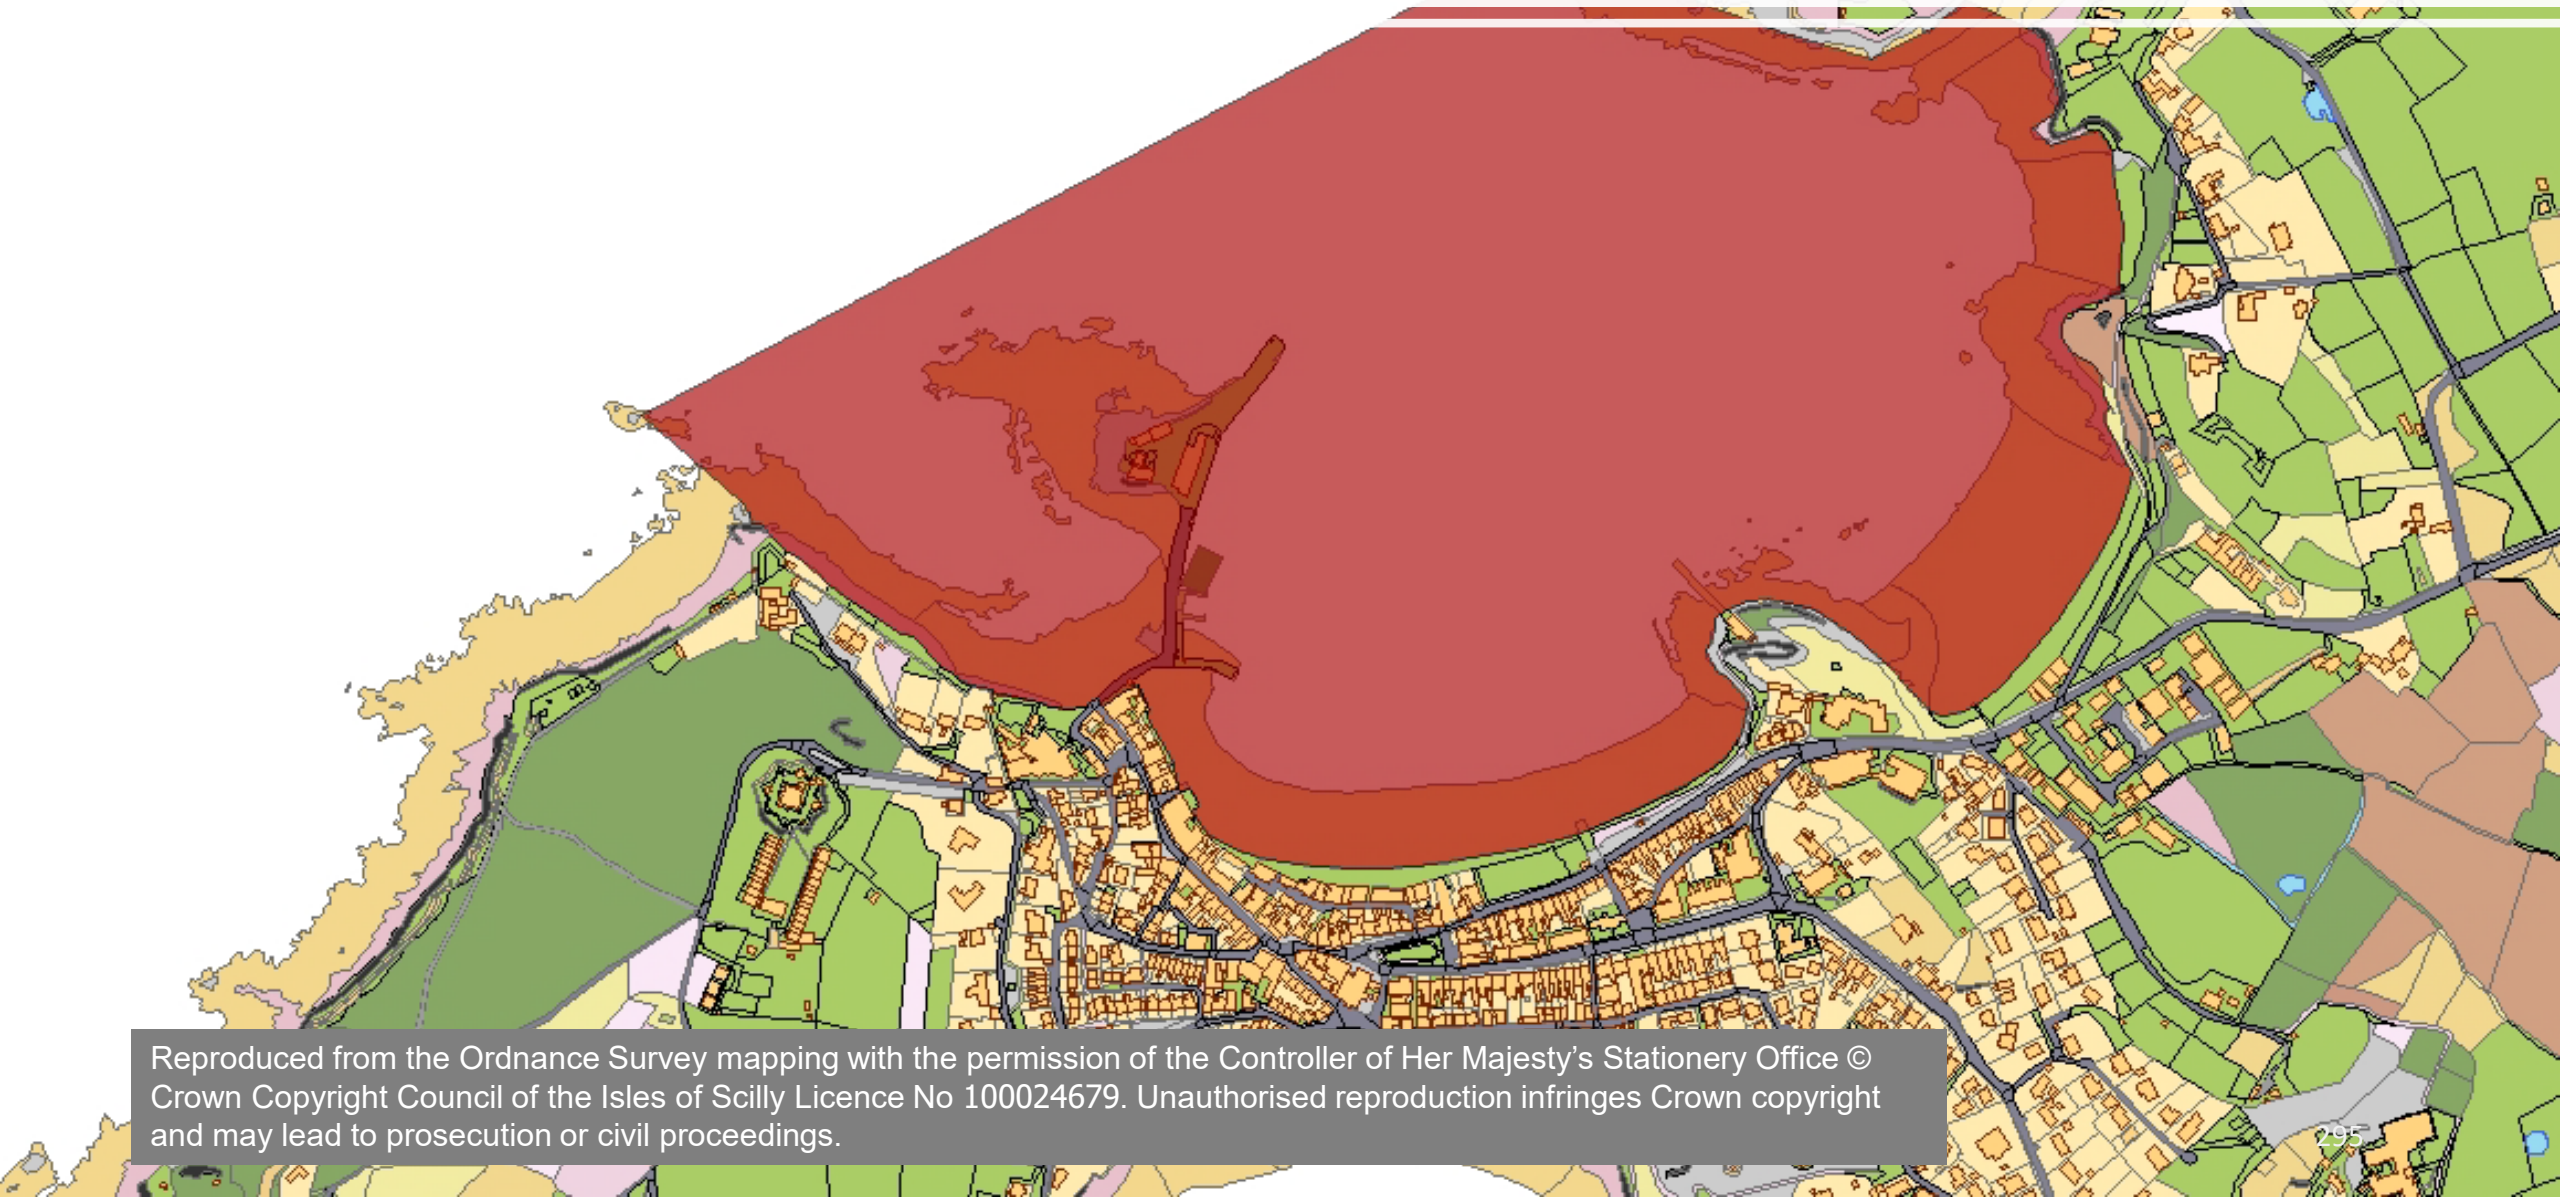 Reproduced from the Ordnance Survey mapping with the permission of the Controller of Her Majesty’s Stationery Office ©
Crown Copyright Council of the Isles of Scilly Licence No 100024679. Unauthorised reproduction infringes Crown copyright
and may lead to prosecution or civil proceedings.
295